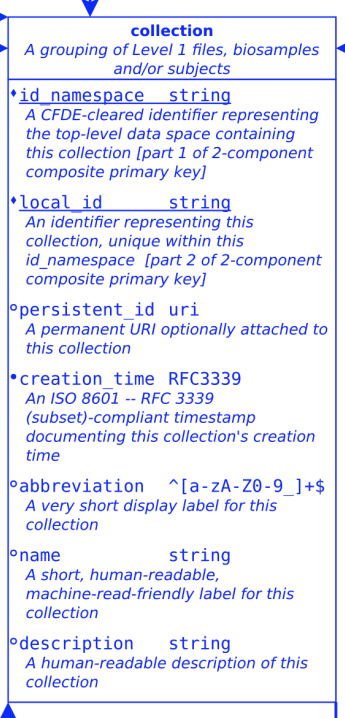 collection
A grouping of Level 1 files, biosamples
and/or subjects
♦id_namespace string
A CFDE-cleared identifier representing
the top-level data space containing
this collection [part 1 of 2-component
composite primary key]
♦local_id string
An identifier representing this
collection, unique within this
id_namespace [part 2 of 2-component
composite primary key]
○persistent_id uri
A permanent URI optionally attached to
this collection
•creation_time RFC3339
An ISO 8601 -- RFC 3339
(subset)-compliant timestamp
documenting this collection's creation
time
○abbreviation ^[a-zA-Z0-9_]+$
A very short display label for this
collection
○name string
A short, human-readable,
machine-read-friendly label for this
collection
○description string
A human-readable description of this
collection